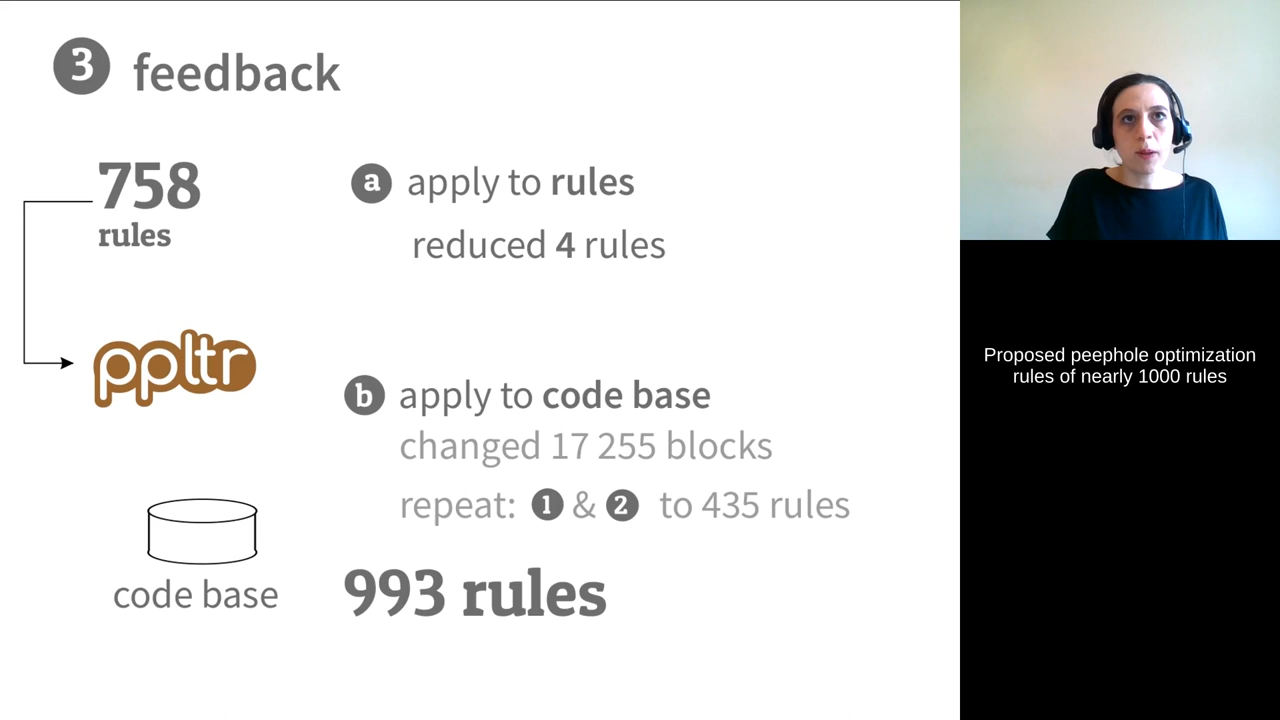 3 feedback
758
rules
a apply to rules
reduced 4 rules
ppltr
b apply to code base
changed 17 255 blocks
repeat: 1 & 2 to 435 rules
code base
993 rules
Proposed peephole optimization
rules of nearly 1000 rules